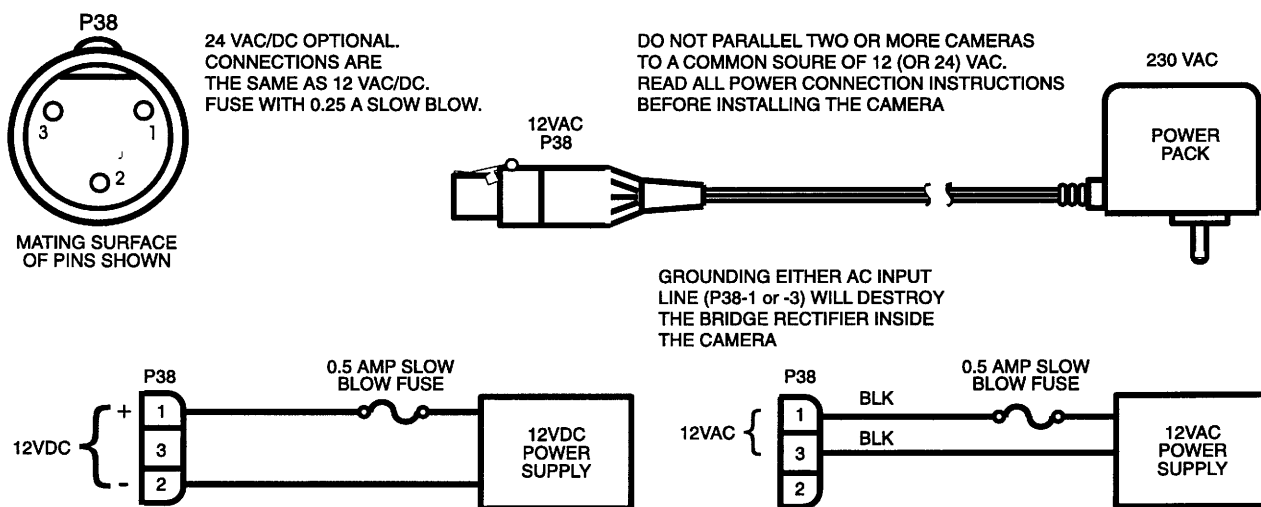 P38
3
1
2
MATING SURFACE
OF PINS SHOWN
24 VAC/DC OPTIONAL.
CONNECTIONS ARE
THE SAME AS 12 VAC/DC.
FUSE WITH 0.25 A SLOW BLOW.
DO NOT PARALLEL TWO OR MORE CAMERAS
TO A COMMON SOURE OF 12 (OR 24) VAC.
READ ALL POWER CONNECTION INSTRUCTIONS
BEFORE INSTALLING THE CAMERA
12VAC
P38
230 VAC
POWER
PACK
GROUNDING EITHER AC INPUT
LINE (P38-1 or -3) WILL DESTROY
THE BRIDGE RECTIFIER INSIDE
THE CAMERA
P38
0.5 AMP SLOW
BLOW FUSE
12VDC
+
-
1
3
2
12VDC
POWER
SUPPLY
P38
0.5 AMP SLOW
BLOW FUSE
12VAC
1
3
2
BLK
BLK
12VAC
POWER
SUPPLY